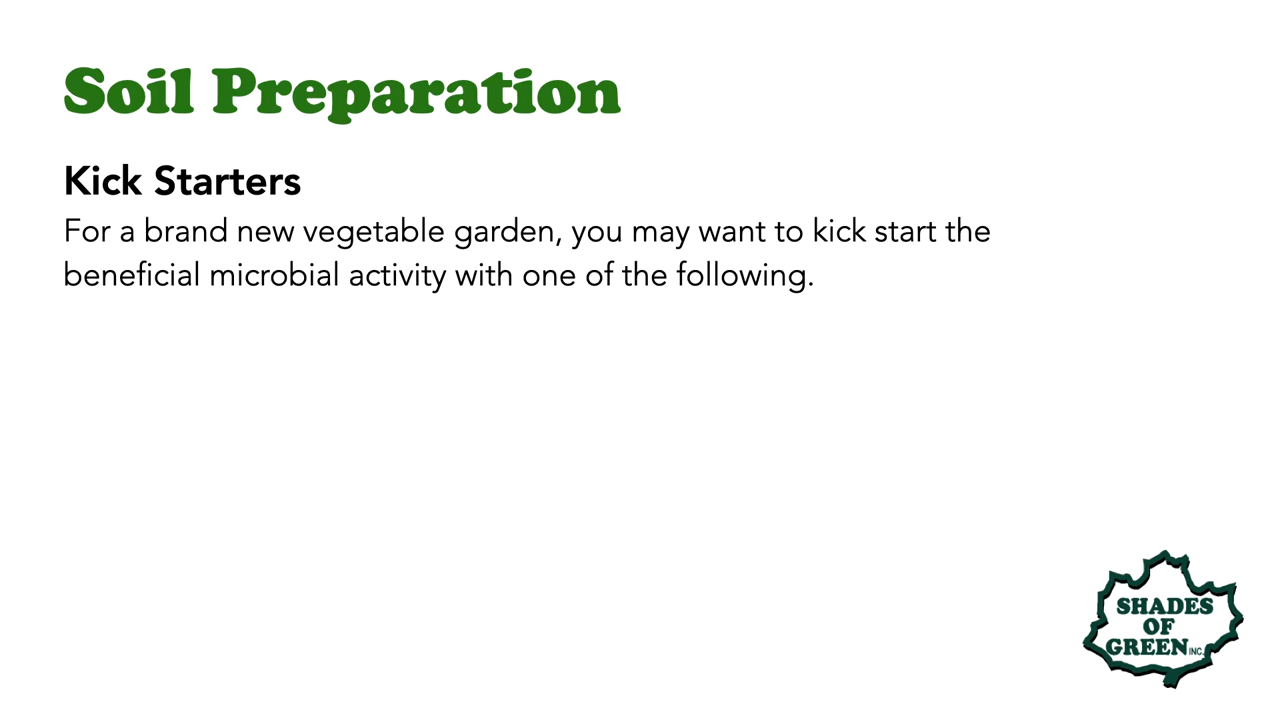 Soil Preparation
Kick Starters
For a brand new vegetable garden, you may want to kick start the
beneficial microbial activity with one of the following.
SHADES
OF
GREEN INC.